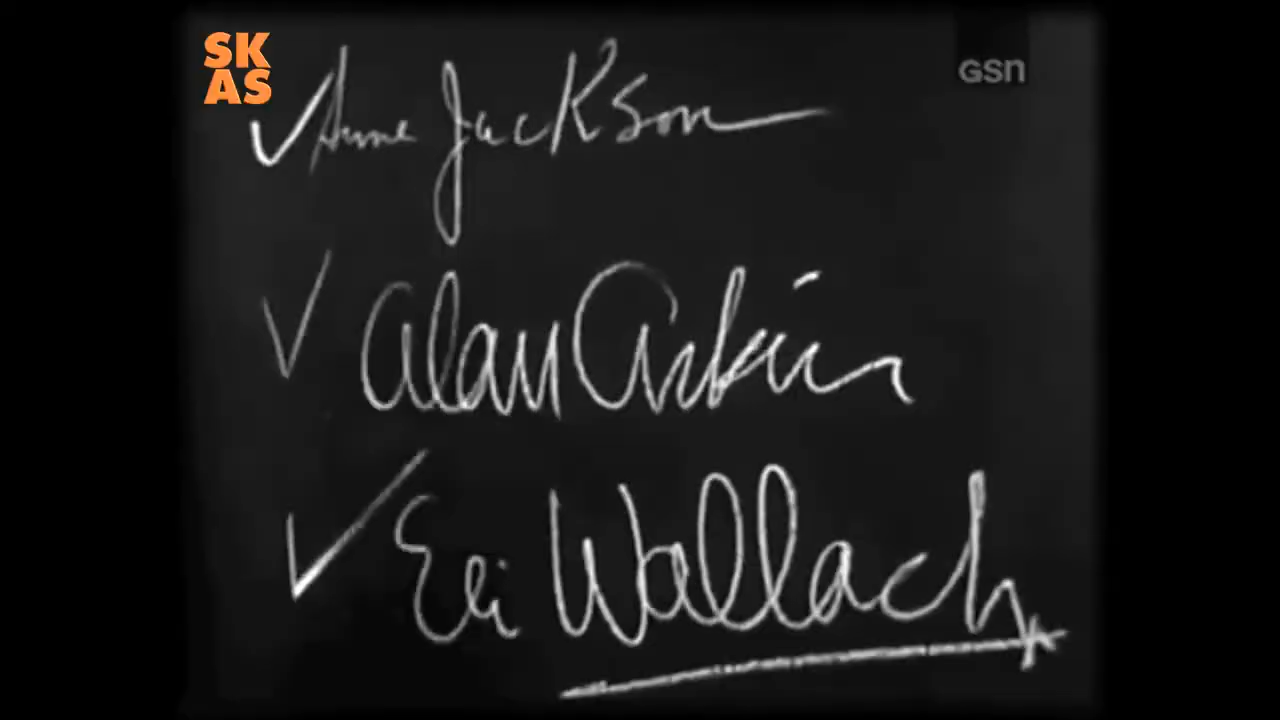 SK
AS
GSN
✓ Anne Jackson
✓ Alan Arkin
✓ Eli Wallach